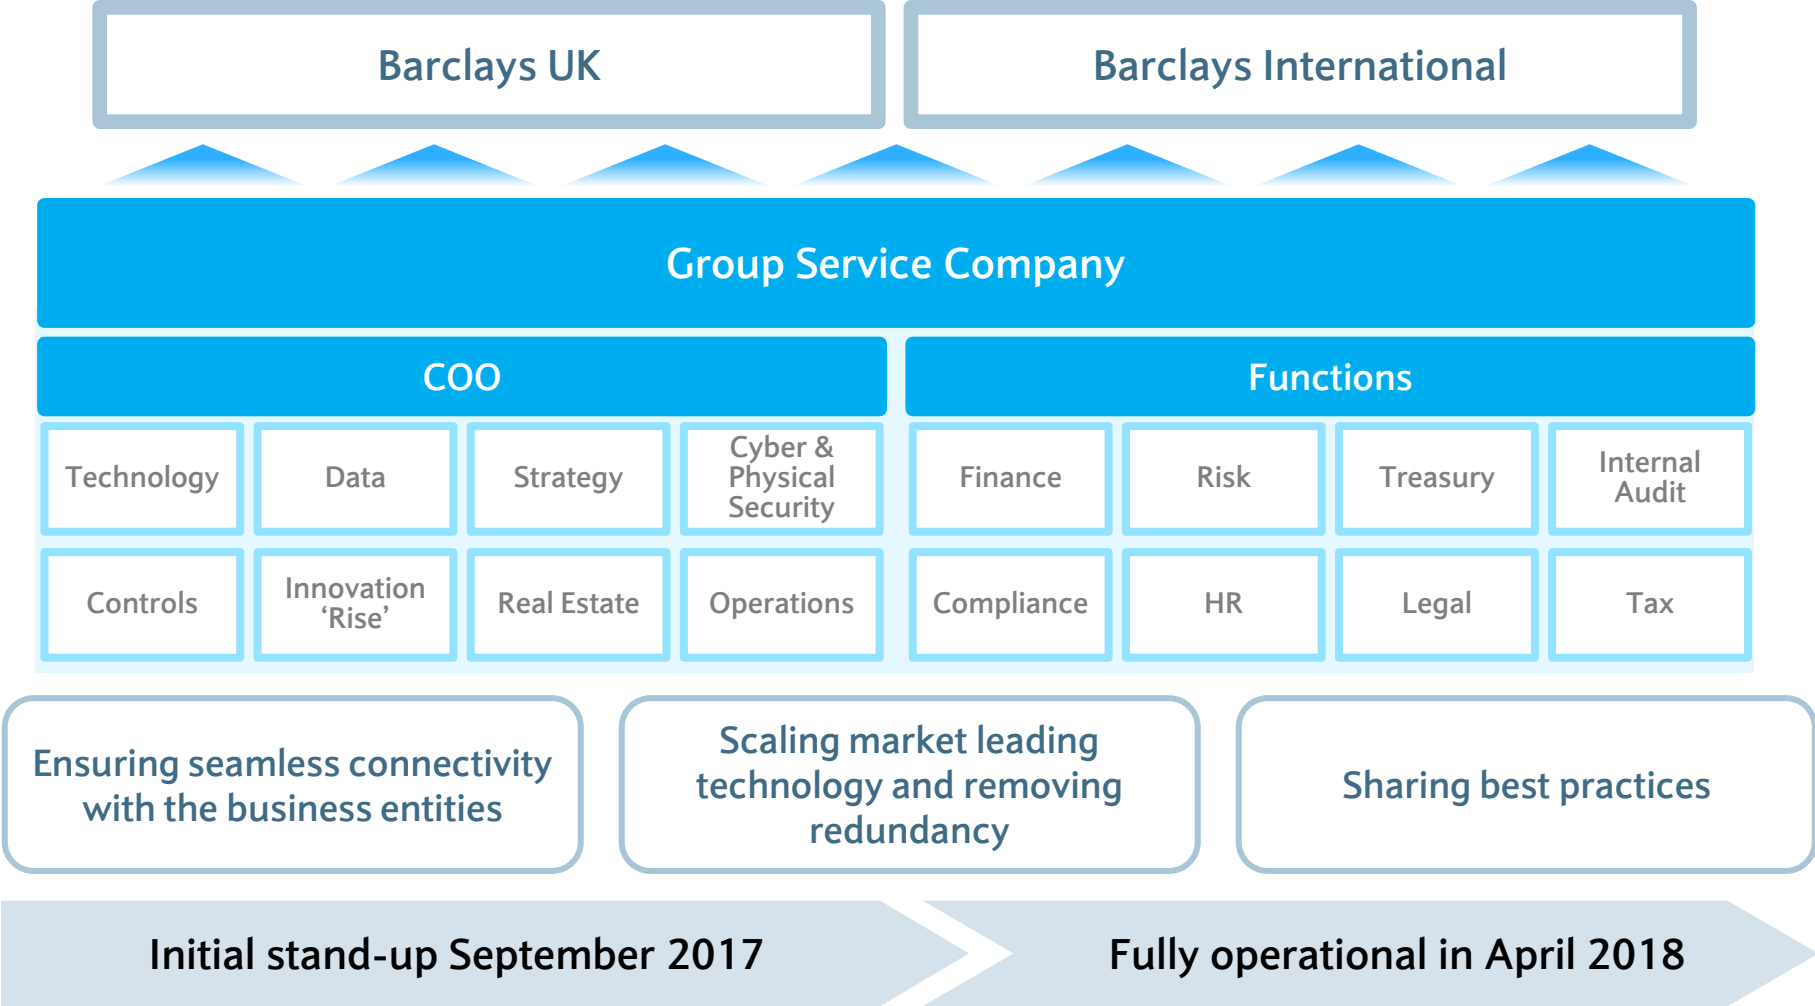 Barclays UK
Barclays International
Group Service Company
COO
Functions
Technology
Data
Strategy
Cyber &
Physical
Security
Finance
Risk
Treasury
Internal
Audit
Controls
Innovation
‘Rise’
Real Estate
Operations
Compliance
HR
Legal
Tax
Ensuring seamless connectivity
with the business entities
Scaling market leading
technology and removing
redundancy
Sharing best practices
Initial stand-up September 2017
Fully operational in April 2018